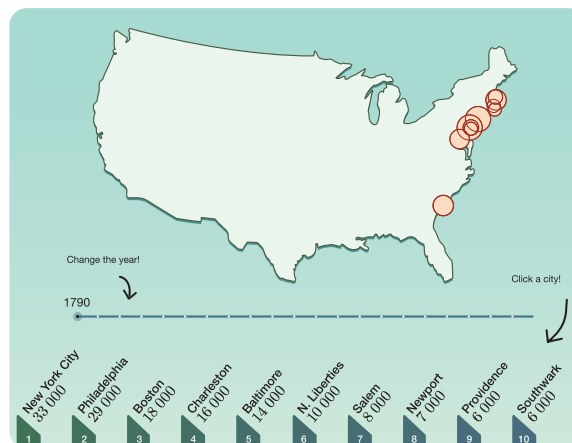 Change the year!
Click a city!
1790
New York City
33 000
Philadelphia
29 000
Boston
18 000
Charleston
16 000
Baltimore
14 000
N. Liberties
10 000
Salem
8 000
Newport
7 000
Providence
6 000
Southwark
6 000
1 2 3 4 5 6 7 8 9 10